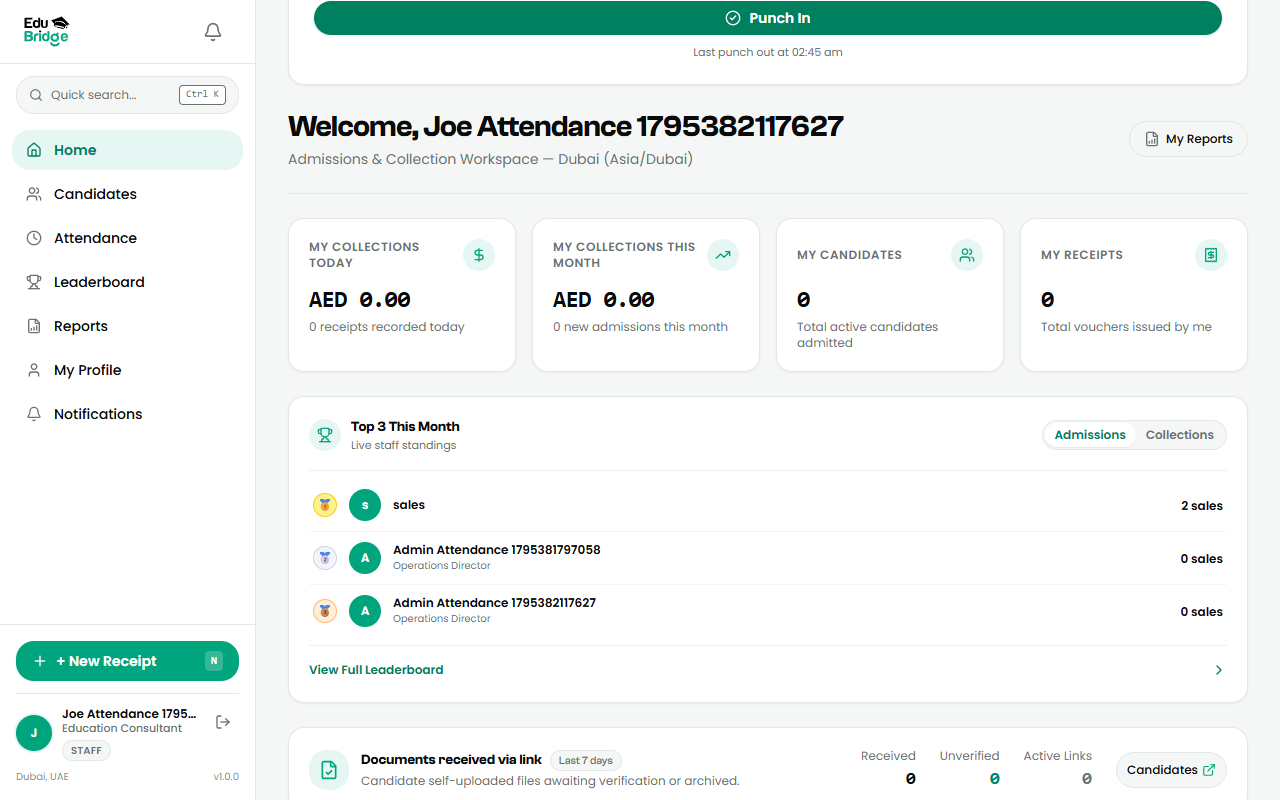 Edu
Bridge
Quick search...
Ctrl K
Home
Candidates
Attendance
Leaderboard
Reports
My Profile
Notifications
+ New Receipt
N
J
Joe Attendance 1795...
Education Consultant
STAFF
Dubai, UAE
v1.0.0
Punch In
Last punch out at 02:45 am
Welcome, Joe Attendance 1795382117627
Admissions & Collection Workspace — Dubai (Asia/Dubai)
My Reports
MY COLLECTIONS
TODAY
AED 0.00
0 receipts recorded today
MY COLLECTIONS THIS
MONTH
AED 0.00
0 new admissions this month
MY CANDIDATES
0
Total active candidates
admitted
MY RECEIPTS
0
Total vouchers issued by me
Top 3 This Month
Live staff standings
Admissions
Collections
s
sales
2 sales
A
Admin Attendance 1795381797058
Operations Director
0 sales
A
Admin Attendance 1795382117627
Operations Director
0 sales
View Full Leaderboard
Documents received via link
Last 7 days
Candidate self-uploaded files awaiting verification or archived.
Received
0
Unverified
0
Active Links
0
Candidates